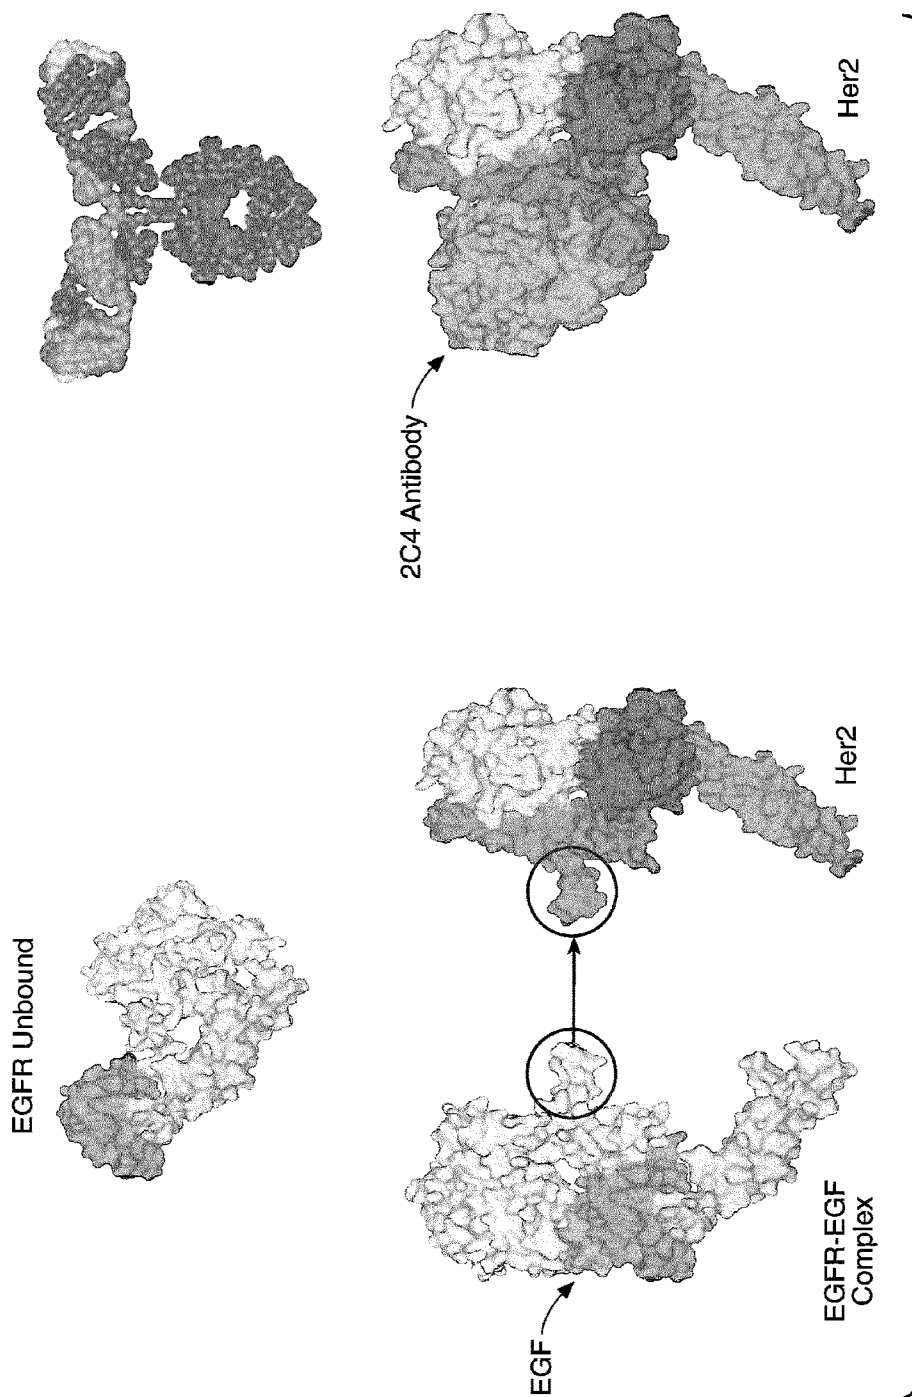 EGFR Unbound
EGF
EGFR-EGF
Complex
Her2
2C4 Antibody
Her2